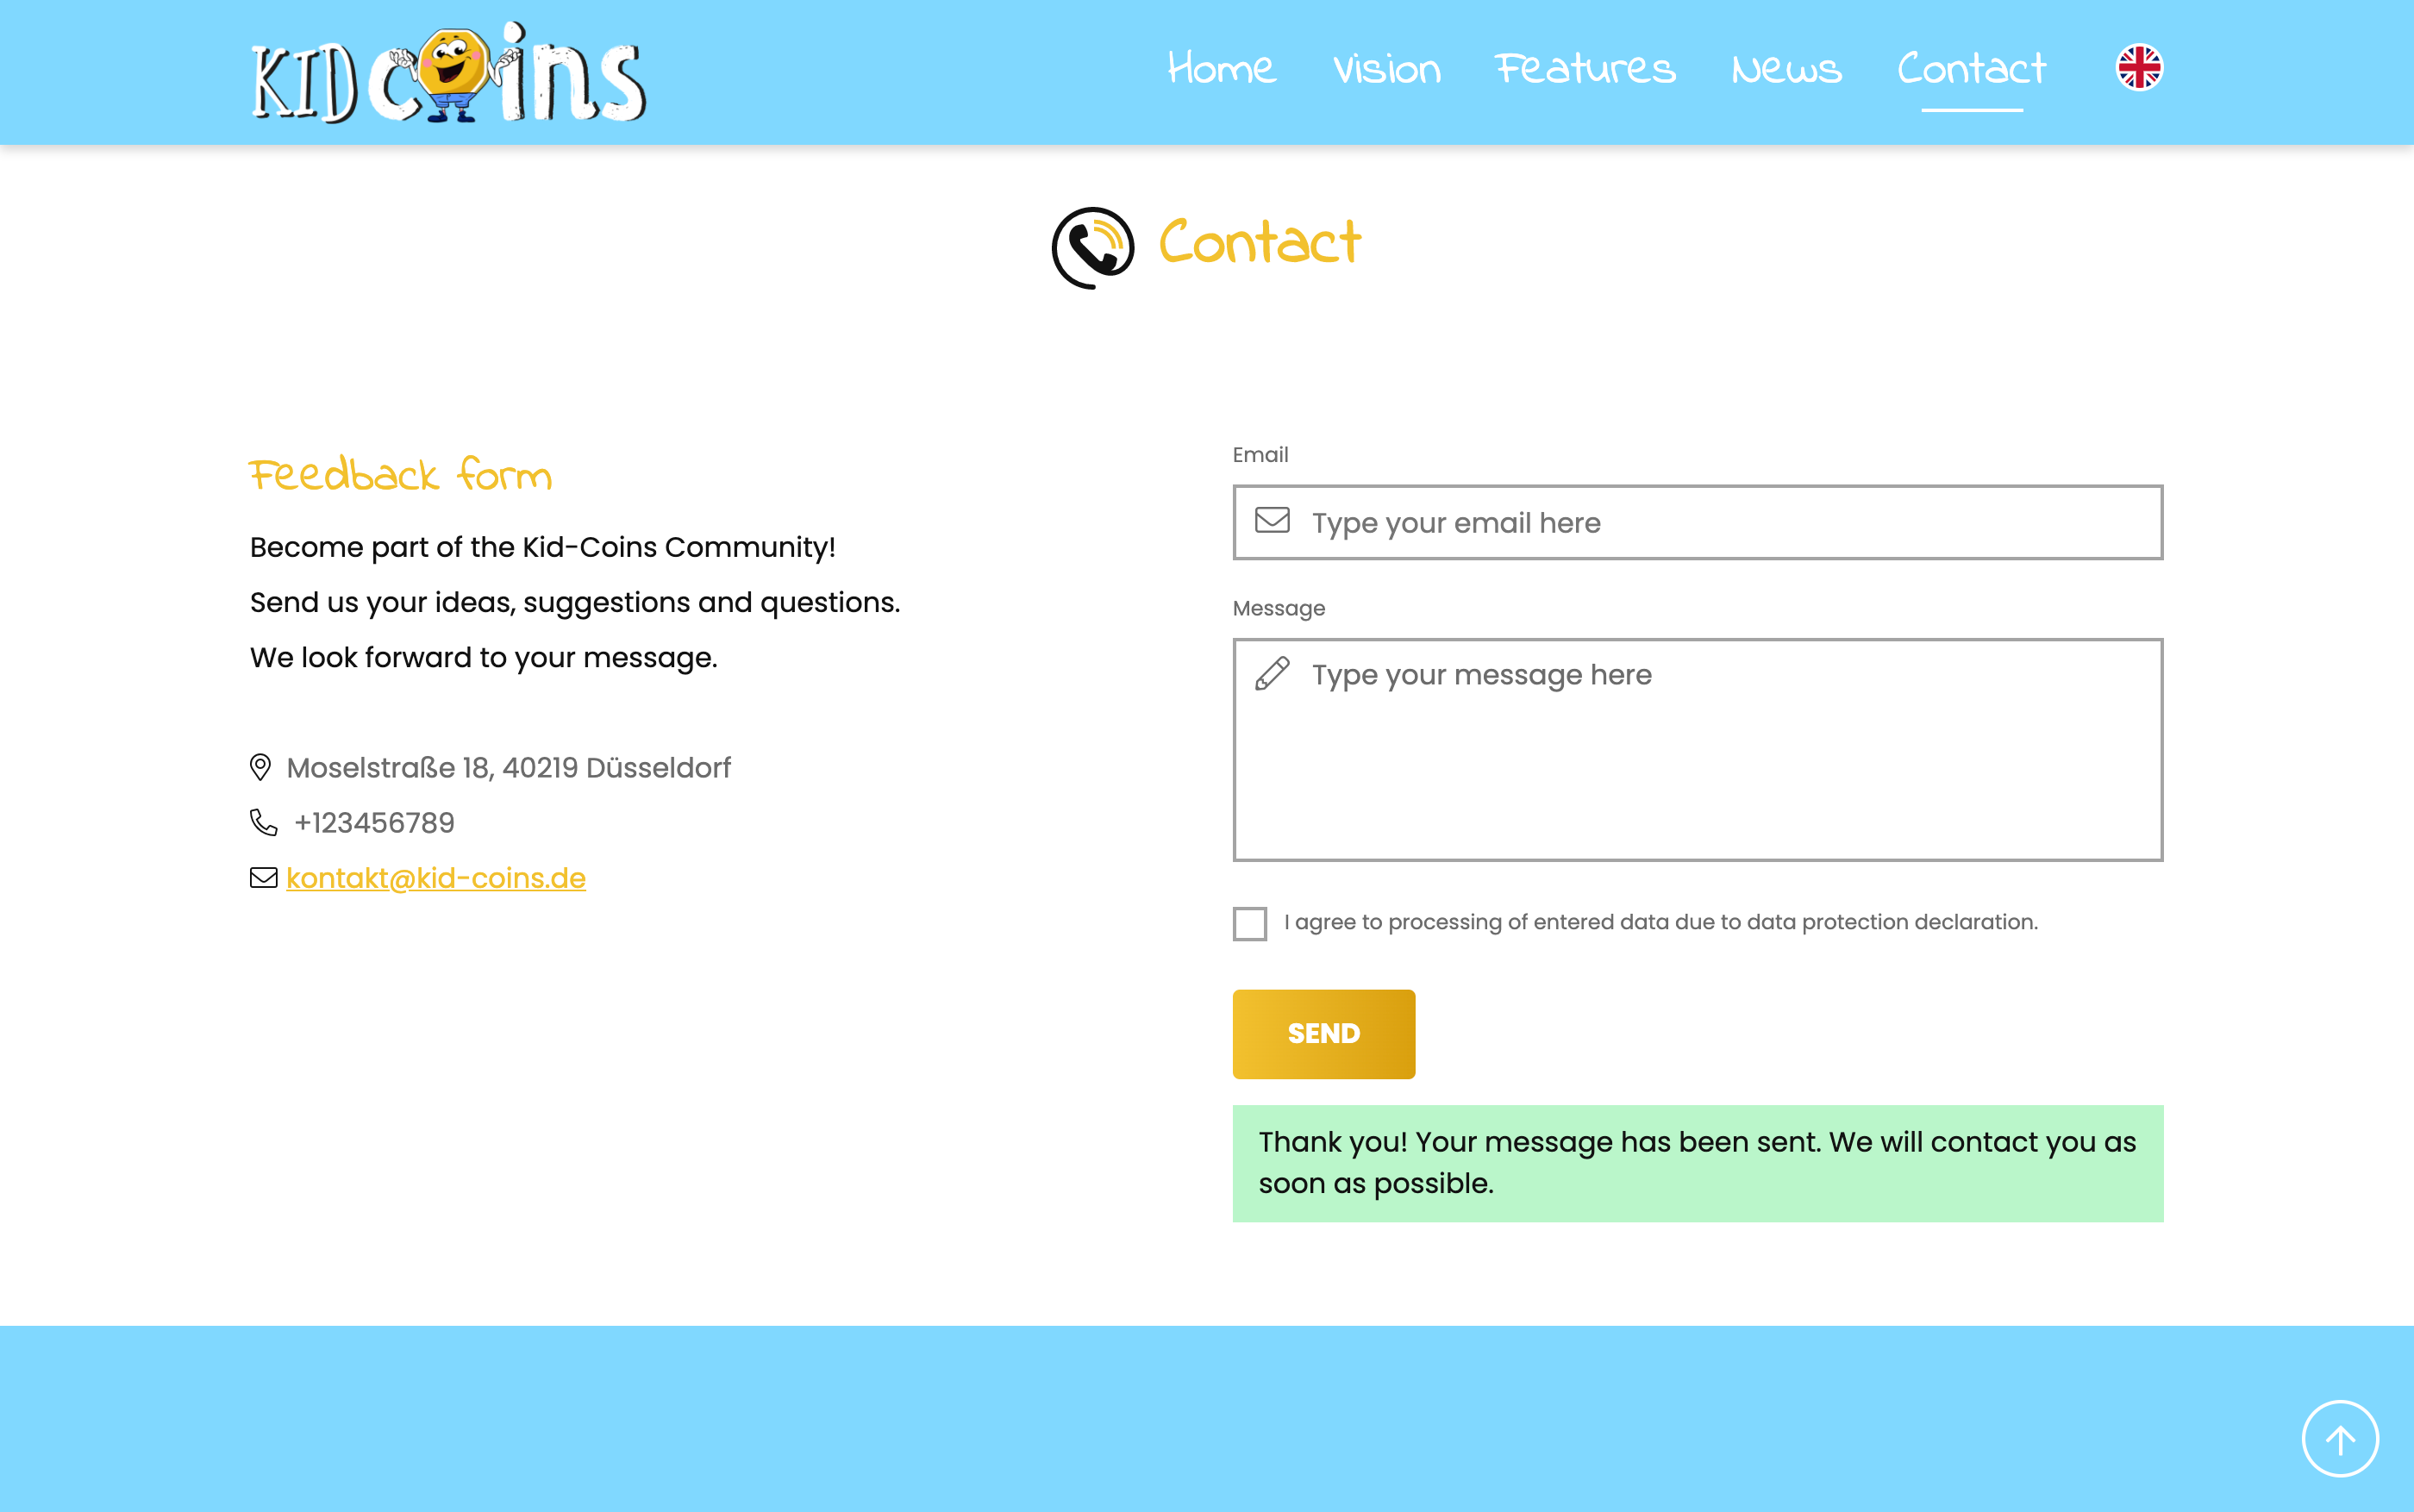 KID coins
Home Vision Features News Contact
Contact
Feedback form
Become part of the Kid-Coins Community!
Send us your ideas, suggestions and questions.
We look forward to your message.
Moselstraße 18, 40219 Düsseldorf
+123456789
kontakt@kid-coins.de
Email
Type your email here
Message
Type your message here
I agree to processing of entered data due to data protection declaration.
SEND
Thank you! Your message has been sent. We will contact you as
soon as possible.